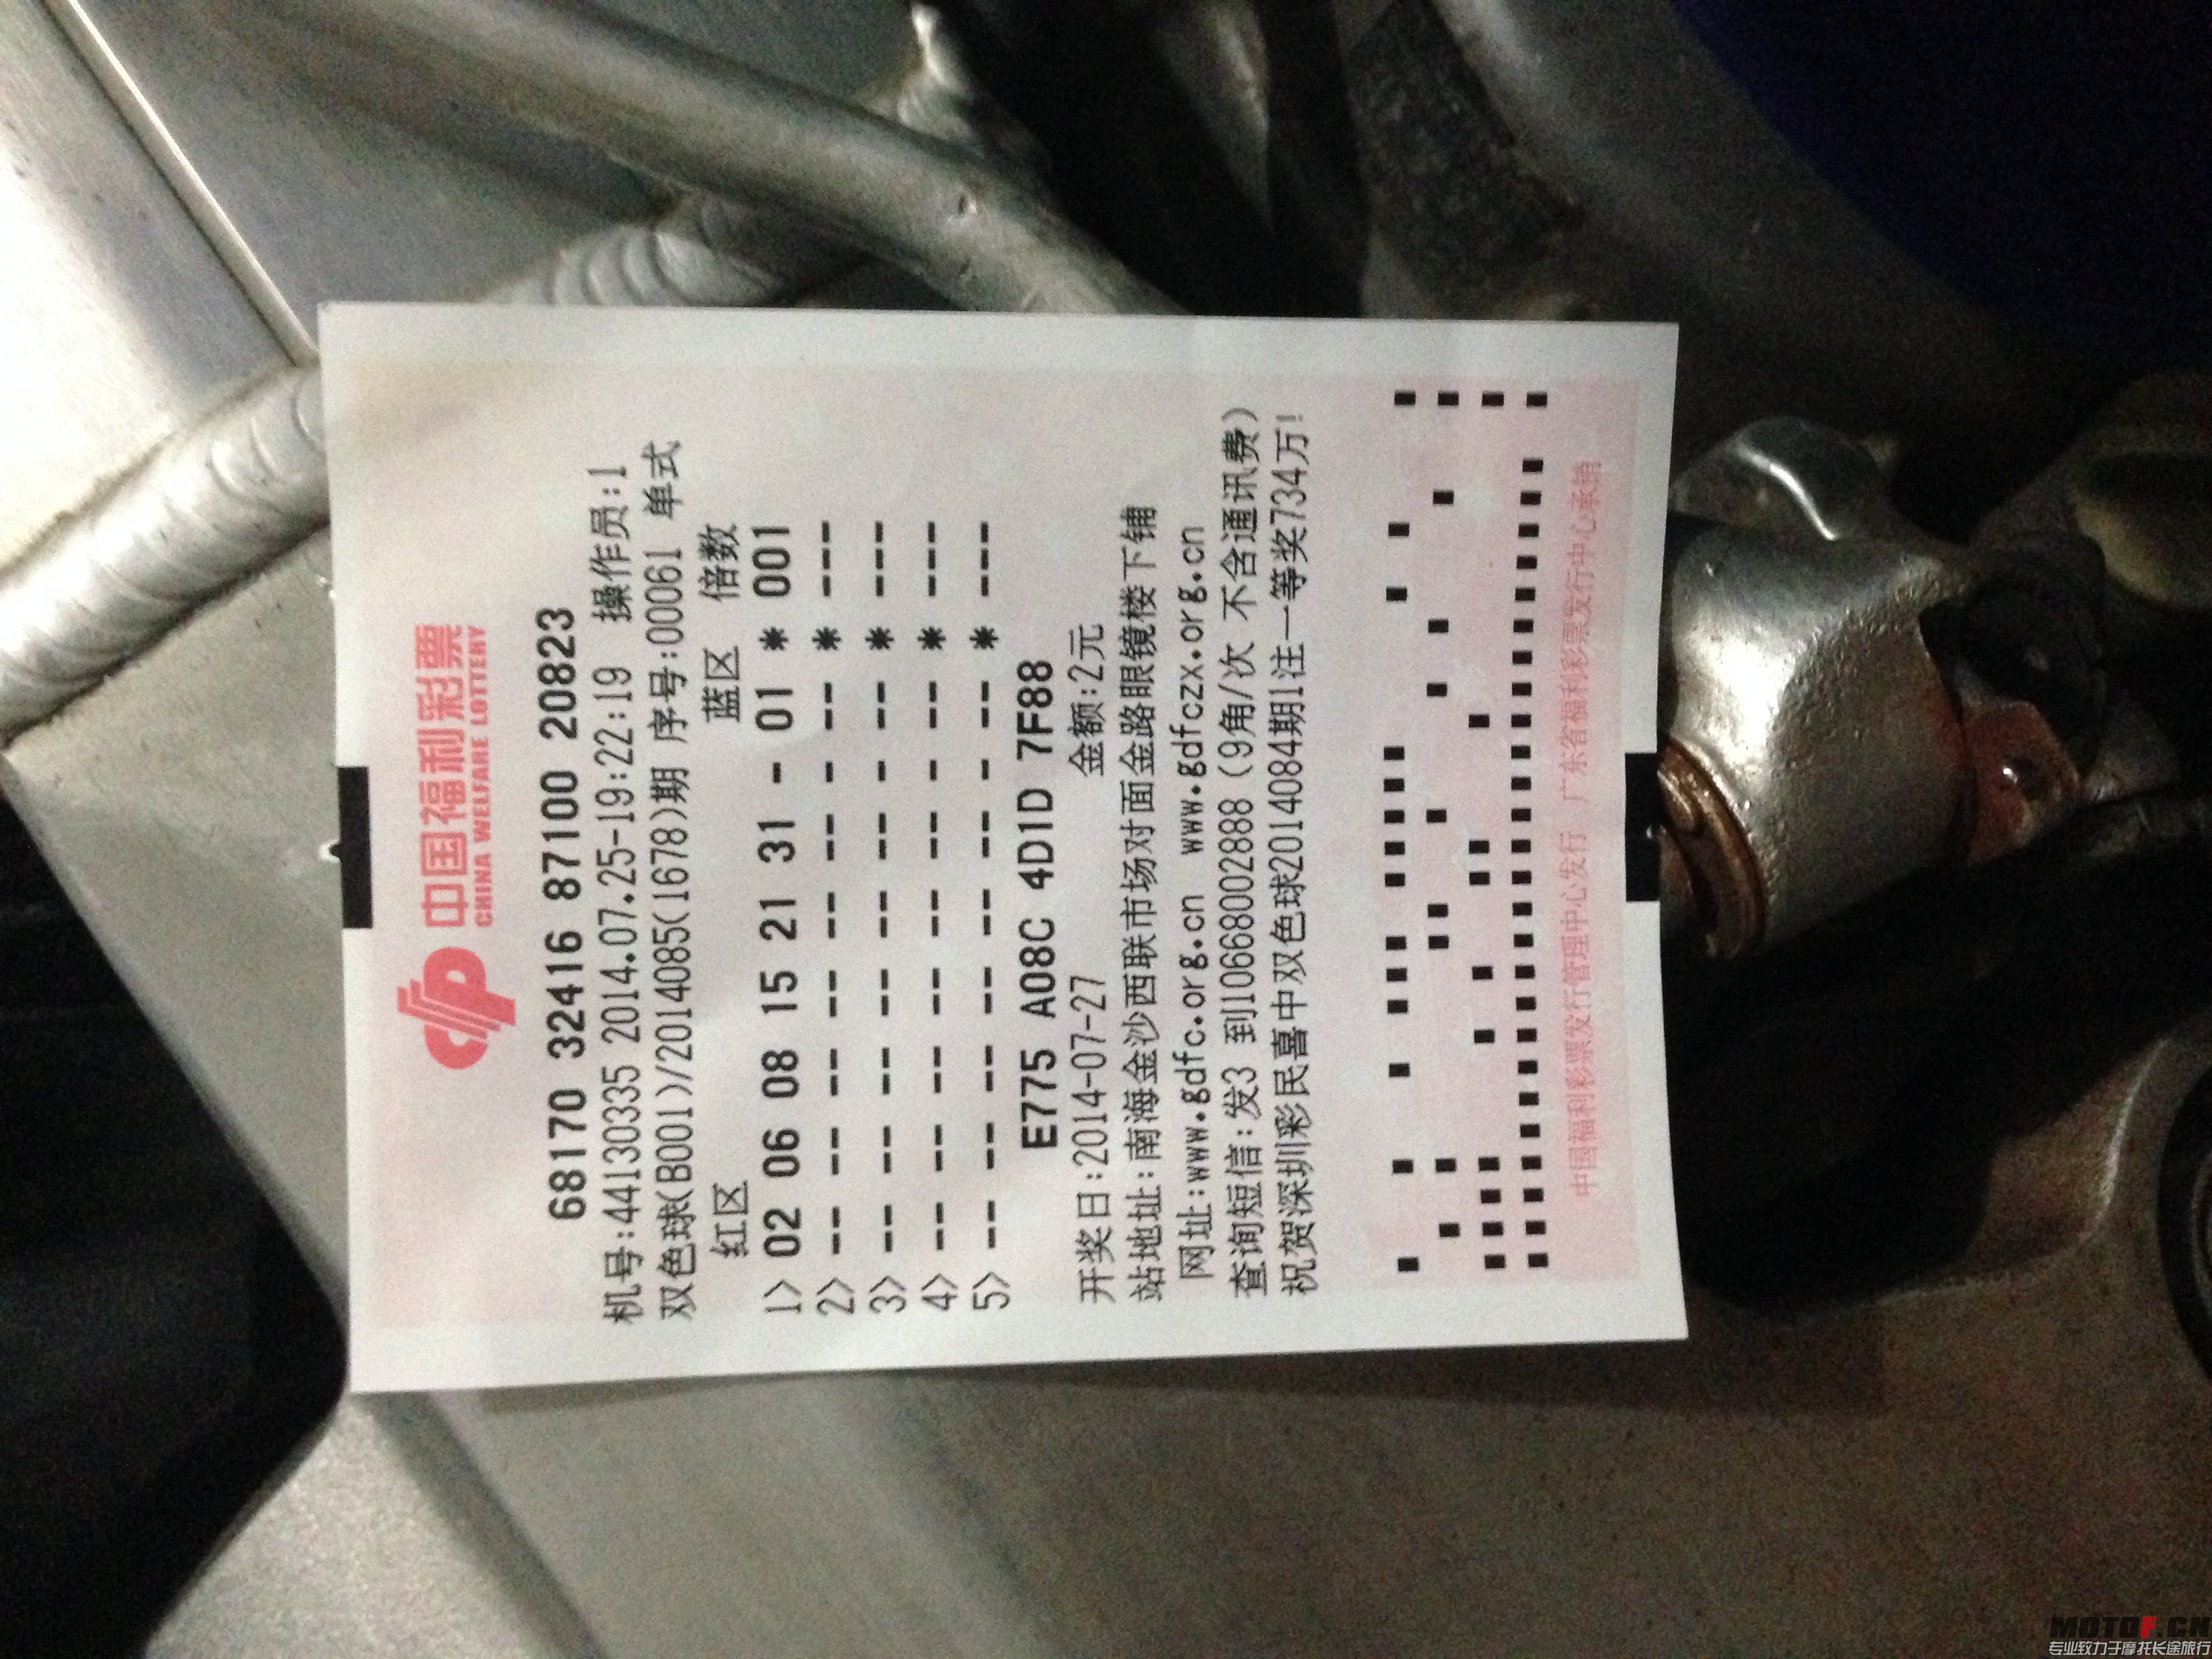 中国福利彩票
CHINA WELFARE LOTTERY
68170 32416 87100 20823
机号:44130335 2014.07.25-19:22:19 操作员:1
双色球(B001)/2014085(1678)期 序号:00061 单式
红区 蓝区 倍数
1> 02 06 08 15 21 31 - 01 * 001
2> -- -- -- -- -- -- - -- * ---
3> -- -- -- -- -- -- - -- * ---
4> -- -- -- -- -- -- - -- * ---
5> -- -- -- -- -- -- - -- * ---
E775 A08C 4D1D 7F88
开奖日:2014-07-27 金额:2元
站地址:南海金沙西联市场对面金路眼镜楼下铺
网址:www.gdfc.org.cn www.gdfczx.org.cn
查询短信:发3 到10668002888 (9角/次 不含通讯费)
祝贺深圳彩民喜中双色球2014084期1注一等奖734万!
中国福利彩票发行管理中心发行 广东省福利彩票发行中心承销
MOTOF.CN
专业致力于摩托长途旅行